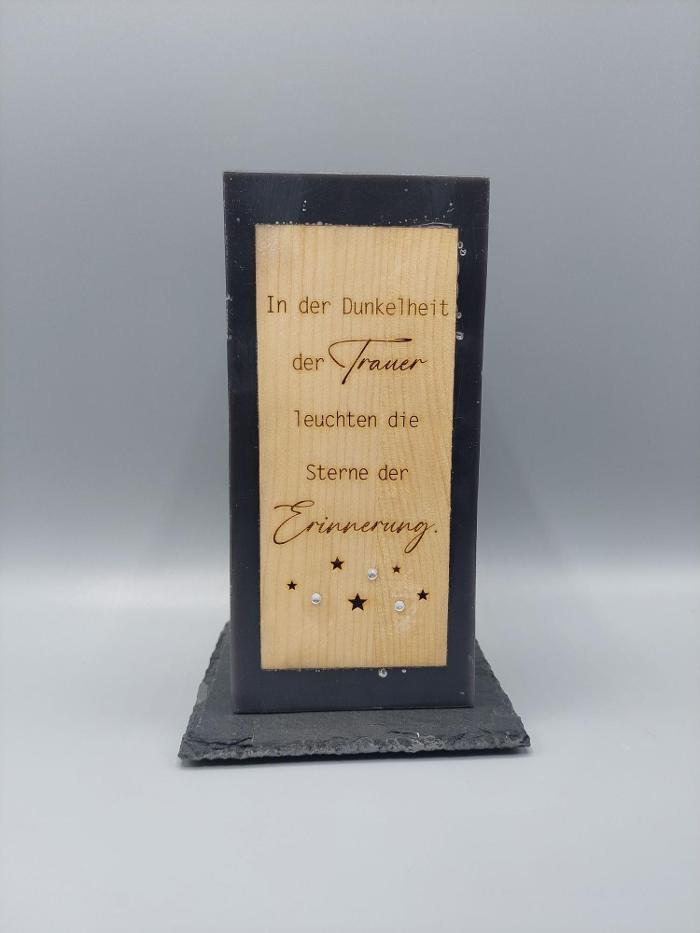 In der Dunkelheit
der Trauer
leuchten die
Sterne der
Erinnerung.